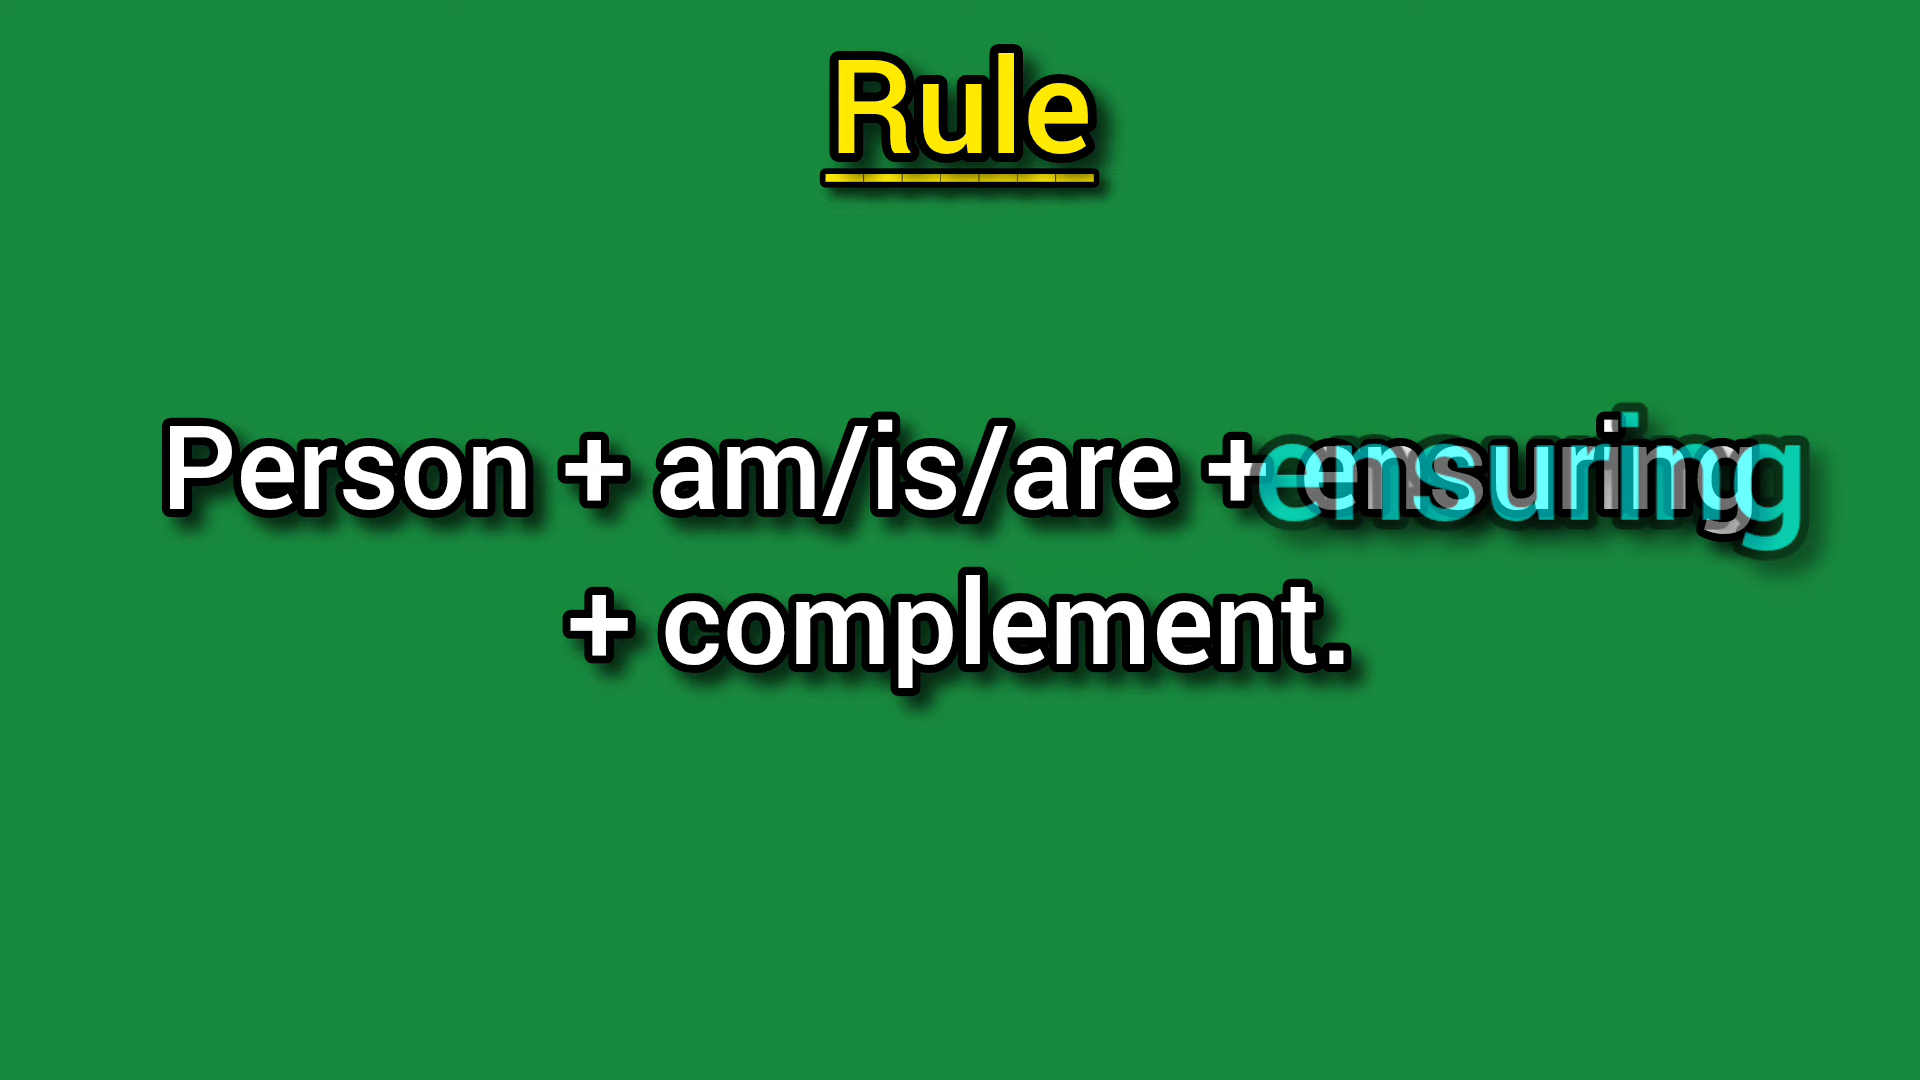 Rule
Person + am/is/are + ensuring
+ complement.